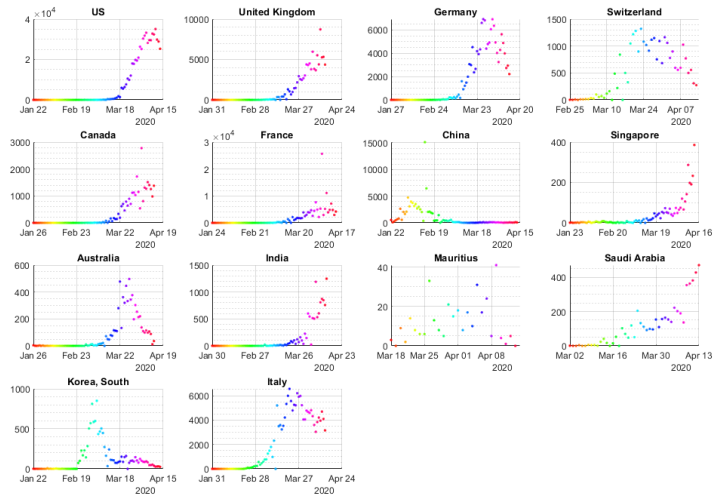 US
×10⁴
4
2
0
Jan 22 Feb 19 Mar 18 Apr 15
2020
United Kingdom
10000
5000
0
Jan 31 Feb 28 Mar 27 Apr 24
2020
Germany
6000
4000
2000
0
Jan 27 Feb 24 Mar 23 Apr 20
2020
Switzerland
1500
1000
500
0
Feb 25 Mar 10 Mar 24 Apr 07
2020
Canada
3000
2000
1000
0
Jan 26 Feb 23 Mar 22 Apr 19
2020
France
×10⁴
3
2
1
0
Jan 24 Feb 21 Mar 20 Apr 17
2020
China
15000
10000
5000
0
Jan 22 Feb 19 Mar 18 Apr 15
2020
Singapore
400
200
0
Jan 23 Feb 20 Mar 19 Apr 16
2020
Australia
600
400
200
0
Jan 26 Feb 23 Mar 22 Apr 19
2020
India
1500
1000
500
0
Jan 30 Feb 27 Mar 26 Apr 23
2020
Mauritius
40
20
0
Mar 18 Mar 25 Apr 01 Apr 08
2020
Saudi Arabia
400
200
0
Mar 02 Mar 16 Mar 30 Apr 13
2020
Korea, South
1000
500
0
Jan 22 Feb 19 Mar 18 Apr 15
2020
Italy
6000
4000
2000
0
Jan 31 Feb 28 Mar 27 Apr 24
2020